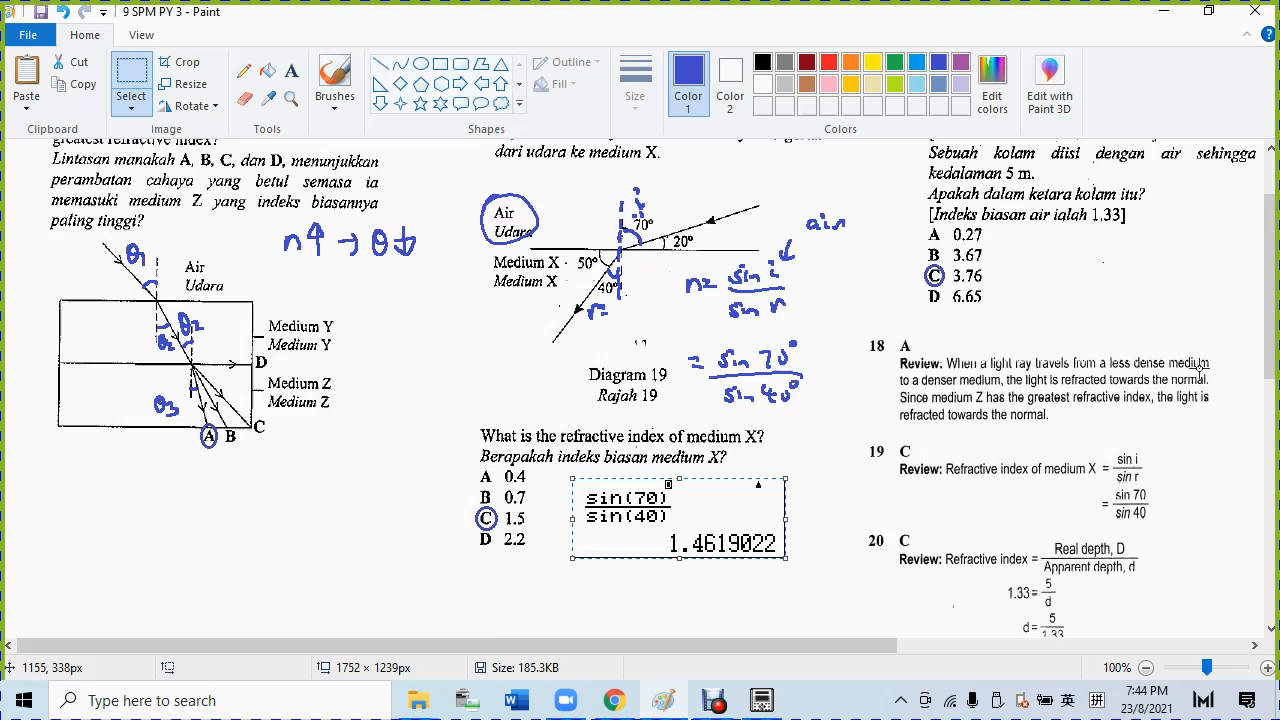 9 SPM PY 3 - Paint
File
Home
View
Paste
Cut
Copy
Clipboard
Select
Crop
Resize
Rotate
Image
Tools
Brushes
Shapes
Outline
Fill
Size
Color 1
Color 2
Edit colors
Colors
Edit with Paint 3D
greatest refractive index?
Lintasan manakah A, B, C, dan D, menunjukkan
perambatan cahaya yang betul semasa ia
memasuki medium Z yang indeks biasannya
paling tinggi?
n↑ → θ↓
θ1
Air
Udara
θ2
θ2
Medium Y
Medium Y
D
Medium Z
Medium Z
θ3
A B C
dari udara ke medium X.
Air
Udara
i
70°
20°
air
Medium X
Medium X
50°
40°
r=
n= sin i
sin r
= sin 70°
sin 40°
Diagram 19
Rajah 19
What is the refractive index of medium X?
Berapakah indeks biasan medium X?
A 0.4
B 0.7
C 1.5
D 2.2
sin(70)
sin(40)
1.4619022
Sebuah kolam diisi dengan air sehingga
kedalaman 5 m.
Apakah dalam ketara kolam itu?
[Indeks biasan air ialah 1.33]
A 0.27
B 3.67
C 3.76
D 6.65
18 A
Review: When a light ray travels from a less dense medium
to a denser medium, the light is refracted towards the normal.
Since medium Z has the greatest refractive index, the light is
refracted towards the normal.
19 C
Review: Refractive index of medium X = sin i
sin r
= sin 70
sin 40
20 C
Review: Refractive index = Real depth, D
Apparent depth, d
1.33 = 5
d
d = 5
1.33
1155, 338px
1752 × 1239px
Size: 185.3KB
100%
Type here to search
英
拼
7:44 PM
23/8/2021